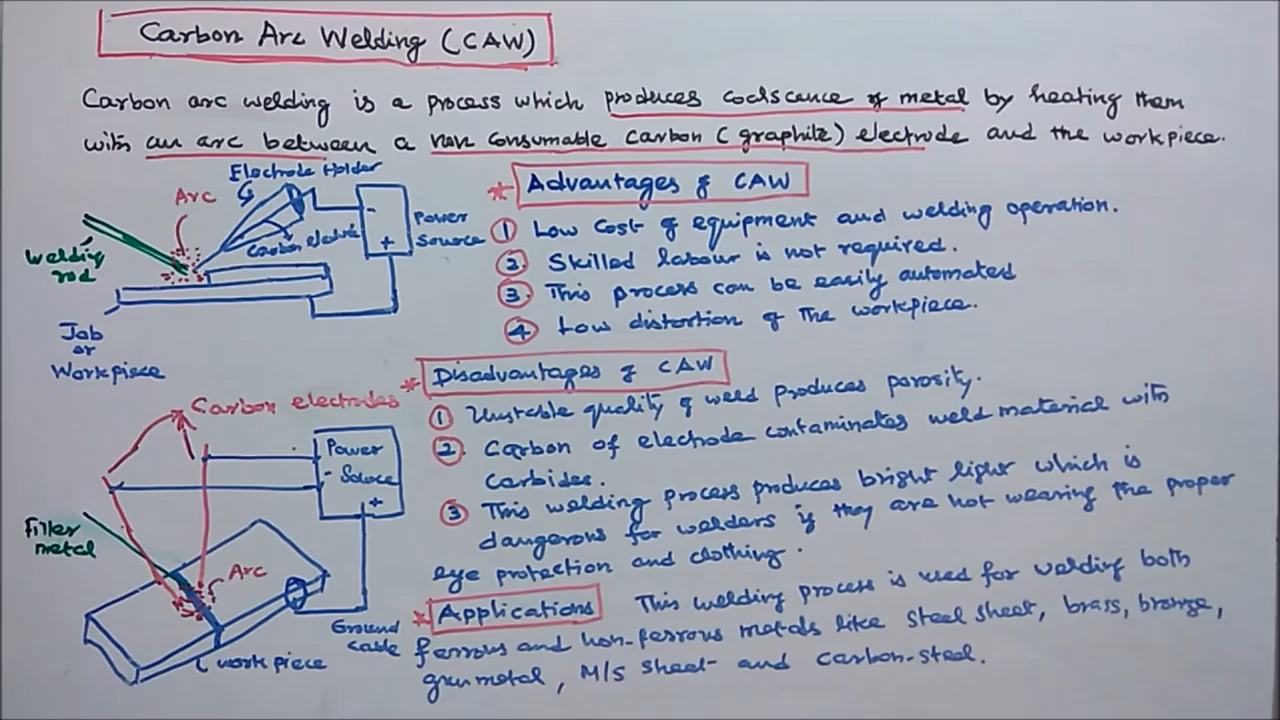 Carbon Arc Welding (CAW)
Carbon arc welding is a process which produces coelscence of metal by heating them
with an arc between a non consumable carbon (graphite) electrode and the workpiece.
Electrode Holder
Arc
Carbon electric
-
+
Power
Source
Welding
rod
Job
or
Workpiece
* Advantages of CAW
1 Low cost of equipment and welding operation.
2. Skilled labour is not required.
3. This process can be easily automated
4 Low distortion of the workpiece.
* Disadvantages of CAW
1 Unstable quality of weld produces porosity.
2. Carbon of electrode contaminates weld material with
carbides.
3 This welding process produces bright light which is
dangerous for welders if they are not wearing the proper
eye protection and clothing.
Carbon electrodes
Power
- Source
+
Filler
metal
Arc
Ground
cable
workpiece
* Applications This welding process is used for welding both
ferrous and non-ferrous metals like steel sheet, brass, bronze,
gun metal, M/S sheet and carbon-steel.